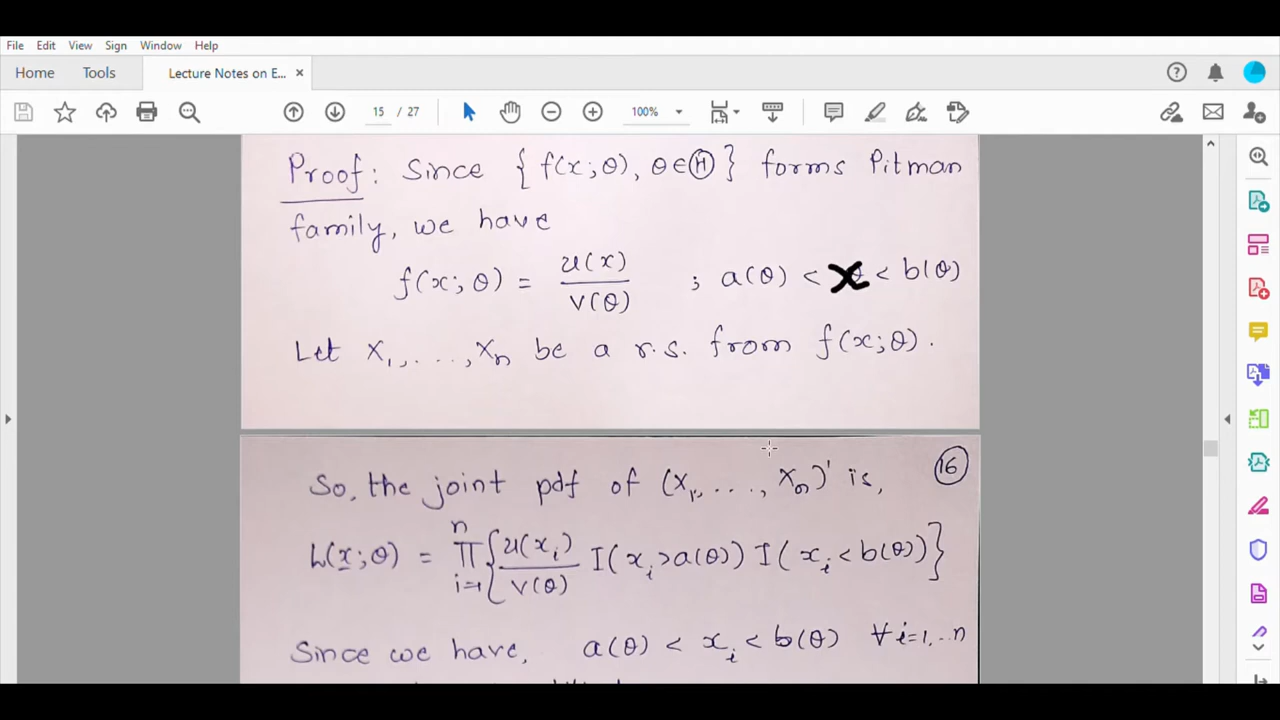 File Edit View Sign Window Help
Home Tools Lecture Notes on E... ×
15 / 27 100%
Proof: Since {f(x;θ), θ∈Ⓗ} forms Pitman
family, we have
f(x;θ) = u(x)/v(θ) ; a(θ) < x < b(θ)
Let X₁, ..., Xₙ be a r.s. from f(x;θ).
16
So, the joint pdf of (X₁, ..., Xₙ)' is,
L(x;θ) = ∏ᵢ₌₁ⁿ {u(xᵢ)/v(θ) I(xᵢ>a(θ)) I(xᵢ<b(θ))}
Since we have, a(θ) < xᵢ < b(θ) ∀ i=1,..n